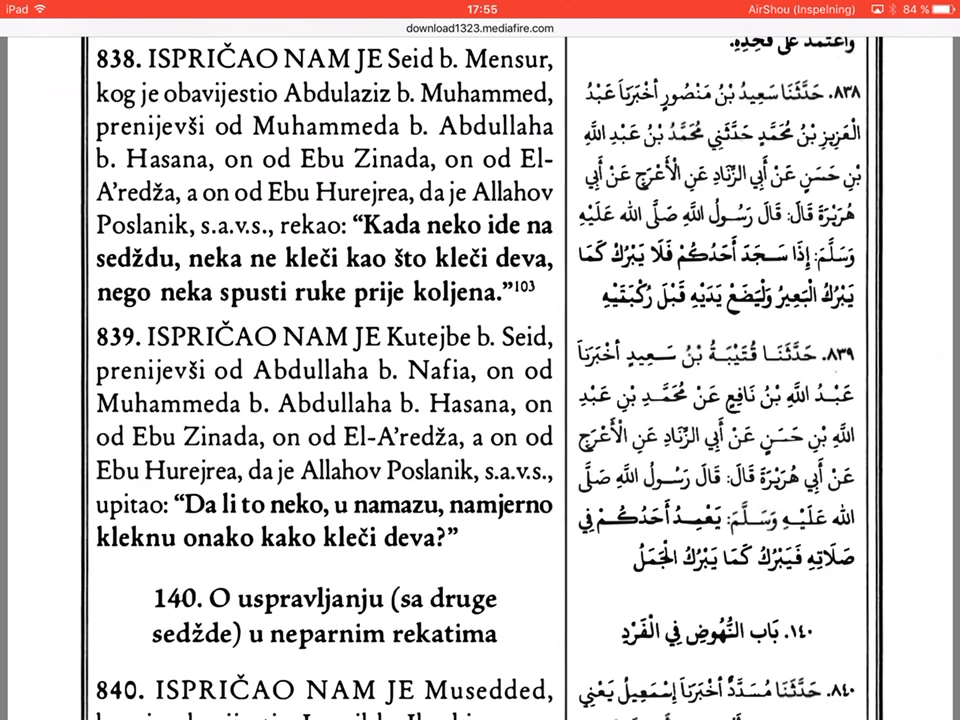 iPad 17:55 AirShou (Inspelning) 84 %
download1323.mediafire.com
838. ISPRIČAO NAM JE Seid b. Mensur,
kog je obavijestio Abdulaziz b. Muhammed,
prenijevši od Muhammeda b. Abdullaha
b. Hasana, on od Ebu Zinada, on od El-
A’redža, a on od Ebu Hurejrea, da je Allahov
Poslanik, s.a.v.s., rekao: “Kada neko ide na
sedždu, neka ne kleči kao što kleči deva,
nego neka spusti ruke prije koljena.”103
839. ISPRIČAO NAM JE Kutejbe b. Seid,
prenijevši od Abdullaha b. Nafia, on od
Muhammeda b. Abdullaha b. Hasana, on
od Ebu Zinada, on od El-A’redža, a on od
Ebu Hurejrea, da je Allahov Poslanik, s.a.v.s.,
upitao: “Da li to neko, u namazu, namjerno
kleknu onako kako kleči deva?”
140. O uspravljanju (sa druge
sedžde) u neparnim rekatima
840. ISPRIČAO NAM JE Musedded,
وَاعْتَمَدَ عَلَى فَخِذِهِ.
٨٣٨. حَدَّثَنَا سَعِيدُ بْنُ مَنْصُورٍ أَخْبَرَنَا عَبْدُ
الْعَزِيزِ بْنُ مُحَمَّدٍ حَدَّثَنِي مُحَمَّدُ بْنُ عَبْدِ اللَّهِ
بْنِ حَسَنٍ عَنْ أَبِي الزِّنَادِ عَنِ الْأَعْرَجِ عَنْ أَبِي
هُرَيْرَةَ قَالَ: قَالَ رَسُولُ اللَّهِ صَلَّى الله عَلَيْهِ
وَسَلَّمَ: إِذَا سَجَدَ أَحَدُكُمْ فَلَا يَبْرُكْ كَمَا
يَبْرُكُ الْبَعِيرُ وَلْيَضَعْ يَدَيْهِ قَبْلَ رُكْبَتَيْهِ
٨٣٩. حَدَّثَنَا قُتَيْبَةُ بْنُ سَعِيدٍ أَخْبَرَنَا
عَبْدُ اللَّهِ بْنُ نَافِعٍ عَنْ مُحَمَّدِ بْنِ عَبْدِ
اللَّهِ بْنِ حَسَنٍ عَنْ أَبِي الزِّنَادِ عَنِ الْأَعْرَجِ
عَنْ أَبِي هُرَيْرَةَ قَالَ: قَالَ رَسُولُ اللَّهِ صَلَّى
الله عَلَيْهِ وَسَلَّمَ: يَعْمِدُ أَحَدُكُمْ فِي
صَلَاتِهِ فَيَبْرُكُ كَمَا يَبْرُكُ الْجَمَلُ
١٤٠. بَاب النُّهُوضِ فِي الْفَرْدِ
٨٤٠. حَدَّثَنَا مُسَدَّدٌ أَخْبَرَنَا إِسْمَعِيلُ يَعْنِي